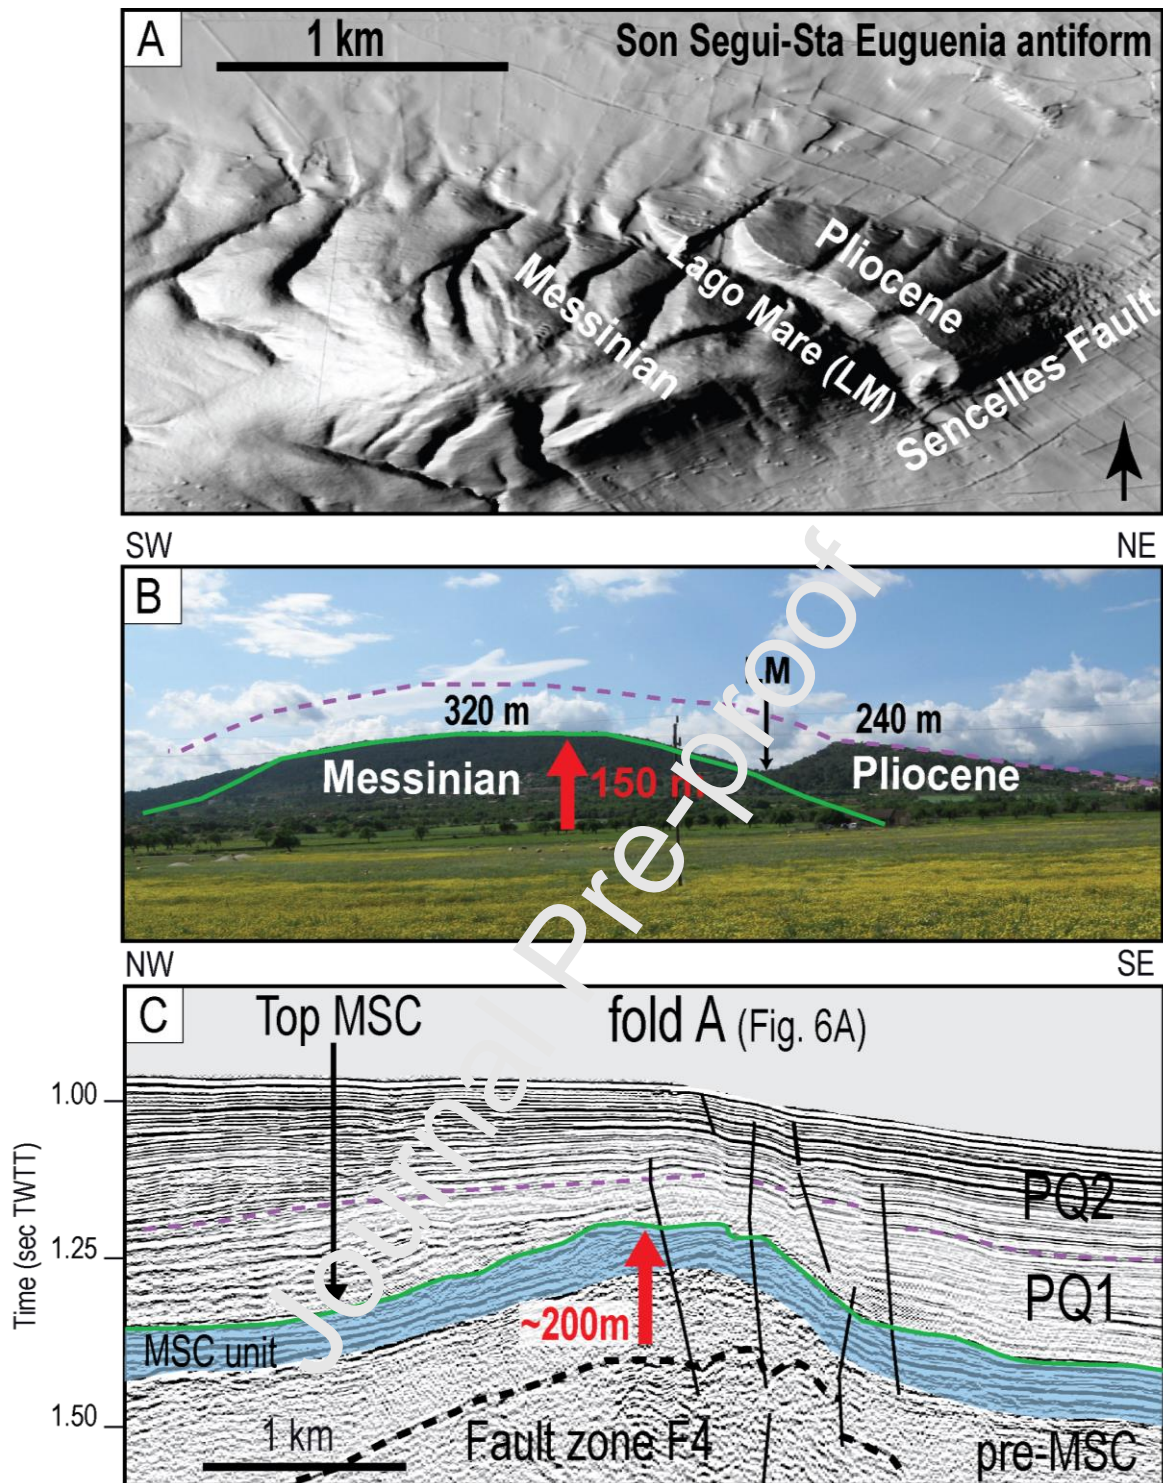 A
1 km
Son Segui-Sta Euguenia antiform
Pliocene
Lago Mare (LM)
Messinian
Sencelles Fault
SW
NE
B
LM
320 m
240 m
Messinian
150 m
Pliocene
Journal Pre-proof
NW
SE
C
Top MSC
fold A (Fig. 6A)
1.00
PQ2
1.25
PQ1
Time (sec TWTT)
~200m
MSC unit
1.50
1 km
Fault zone F4
pre-MSC